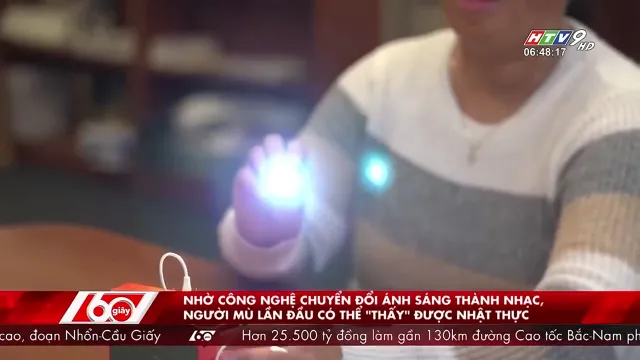 HTV9 HD
06:48:17
60 giây
NHỜ CÔNG NGHỆ CHUYỂN ĐỔI ÁNH SÁNG THÀNH NHẠC,
NGƯỜI MÙ LẦN ĐẦU CÓ THỂ "THẤY" ĐƯỢC NHẬT THỰC
cao, đoạn Nhổn-Cầu Giấy
60 Hơn 25.500 tỷ đồng làm gần 130km đường Cao tốc Bắc-Nam ph